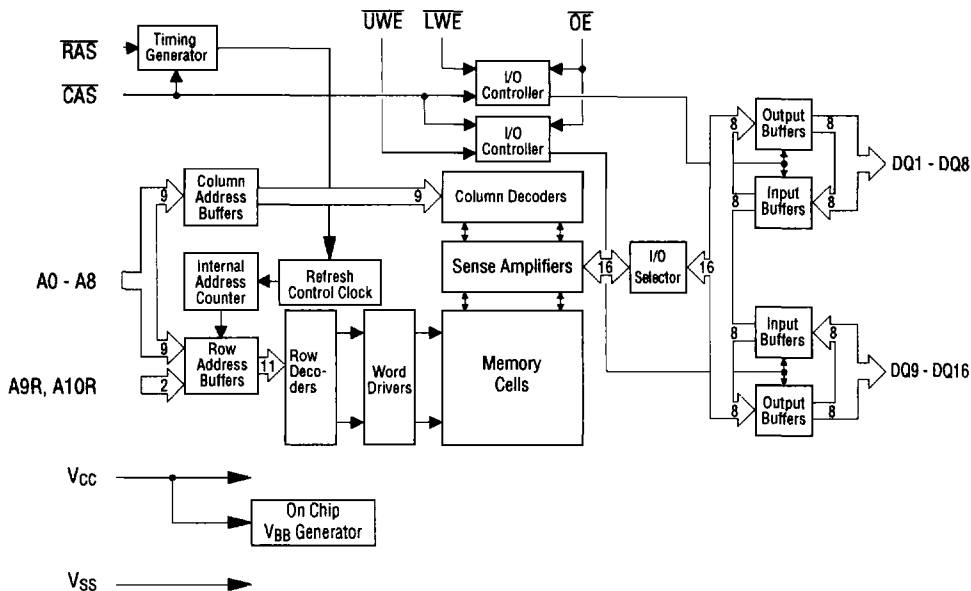 UWE LWE OE
RAS
CAS
Timing
Generator
I/O
Controller
I/O
Controller
Column
Address
Buffers
9
9
Column Decoders
A0 - A8
Internal
Address
Counter
Refresh
Control Clock
Sense Amplifiers
16
I/O
Selector
16
9
A9R, A10R
2
Row
Address
Buffers
11
Row
Deco-
ders
Word
Drivers
Memory
Cells
8
Output
Buffers
8
DQ1 - DQ8
8
Input
Buffers
8
8
Input
Buffers
8
DQ9 - DQ16
8
Output
Buffers
8
VCC
On Chip
VBB Generator
VSS